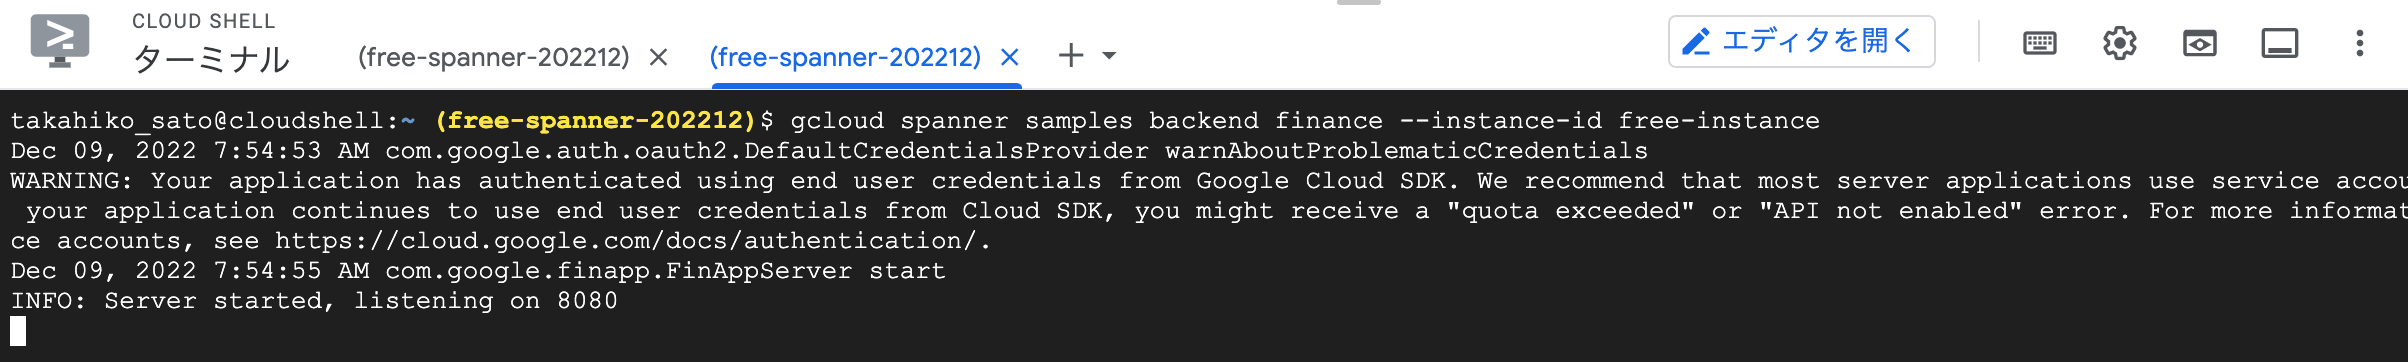 CLOUD SHELL
ターミナル
(free-spanner-202212)
(free-spanner-202212)
エディタを開く
takahiko_sato@cloudshell:~ (free-spanner-202212)$ gcloud spanner samples backend finance --instance-id free-instance
Dec 09, 2022 7:54:53 AM com.google.auth.oauth2.DefaultCredentialsProvider warnAboutProblematicCredentials
WARNING: Your application has authenticated using end user credentials from Google Cloud SDK. We recommend that most server applications use service accou
your application continues to use end user credentials from Cloud SDK, you might receive a "quota exceeded" or "API not enabled" error. For more informat
ce accounts, see https://cloud.google.com/docs/authentication/.
Dec 09, 2022 7:54:55 AM com.google.finapp.FinAppServer start
INFO: Server started, listening on 8080